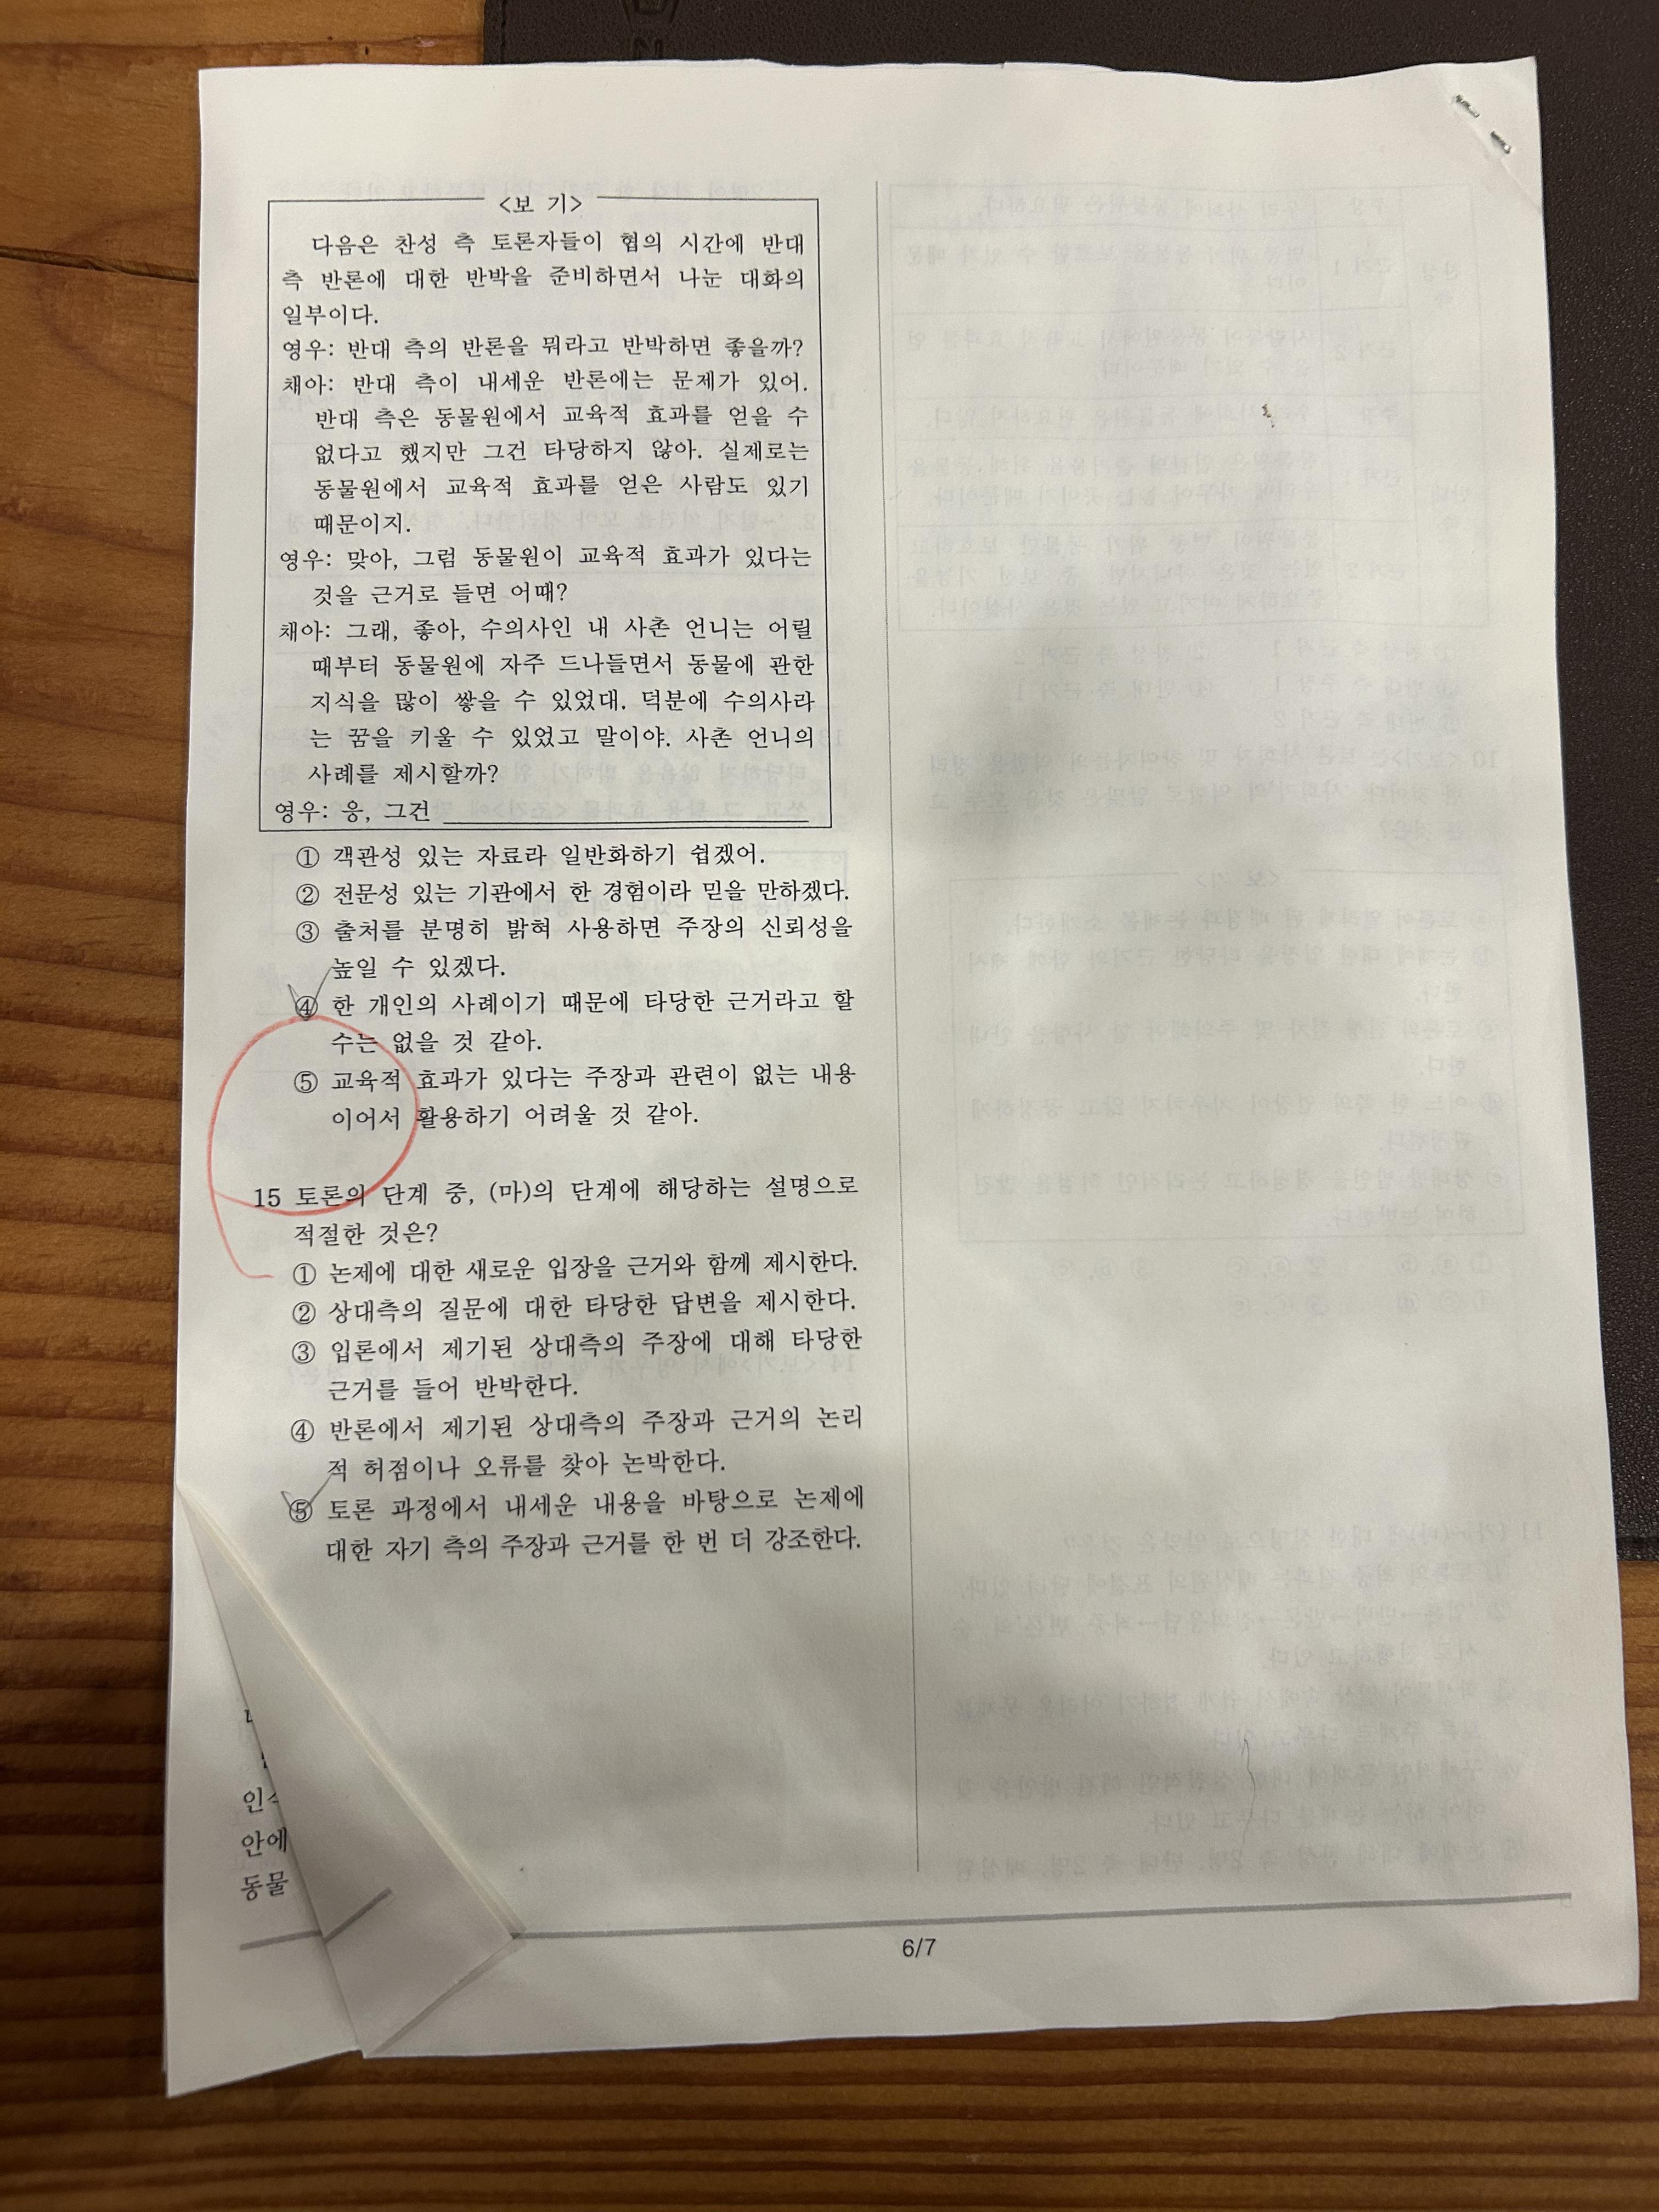 <보 기>
다음은 찬성 측 토론자들이 협의 시간에 반대
측 반론에 대한 반박을 준비하면서 나눈 대화의
일부이다.
영우: 반대 측의 반론을 뭐라고 반박하면 좋을까?
채아: 반대 측이 내세운 반론에는 문제가 있어.
반대 측은 동물원에서 교육적 효과를 얻을 수
없다고 했지만 그건 타당하지 않아. 실제로는
동물원에서 교육적 효과를 얻은 사람도 있기
때문이지.
영우: 맞아, 그럼 동물원이 교육적 효과가 있다는
것을 근거로 들면 어때?
채아: 그래, 좋아, 수의사인 내 사촌 언니는 어릴
때부터 동물원에 자주 드나들면서 동물에 관한
지식을 많이 쌓을 수 있었대. 덕분에 수의사라
는 꿈을 키울 수 있었고 말이야. 사촌 언니의
사례를 제시할까?
영우: 응, 그건
① 객관성 있는 자료라 일반화하기 쉽겠어.
② 전문성 있는 기관에서 한 경험이라 믿을 만하겠다.
③ 출처를 분명히 밝혀 사용하면 주장의 신뢰성을
높일 수 있겠다.
④ 한 개인의 사례이기 때문에 타당한 근거라고 할
수는 없을 것 같아.
⑤ 교육적 효과가 있다는 주장과 관련이 없는 내용
이어서 활용하기 어려울 것 같아.
15 토론의 단계 중, (마)의 단계에 해당하는 설명으로
적절한 것은?
① 논제에 대한 새로운 입장을 근거와 함께 제시한다.
② 상대측의 질문에 대한 타당한 답변을 제시한다.
③ 입론에서 제기된 상대측의 주장에 대해 타당한
근거를 들어 반박한다.
④ 반론에서 제기된 상대측의 주장과 근거의 논리
적 허점이나 오류를 찾아 논박한다.
⑤ 토론 과정에서 내세운 내용을 바탕으로 논제에
대한 자기 측의 주장과 근거를 한 번 더 강조한다.
안에
동물
6/7